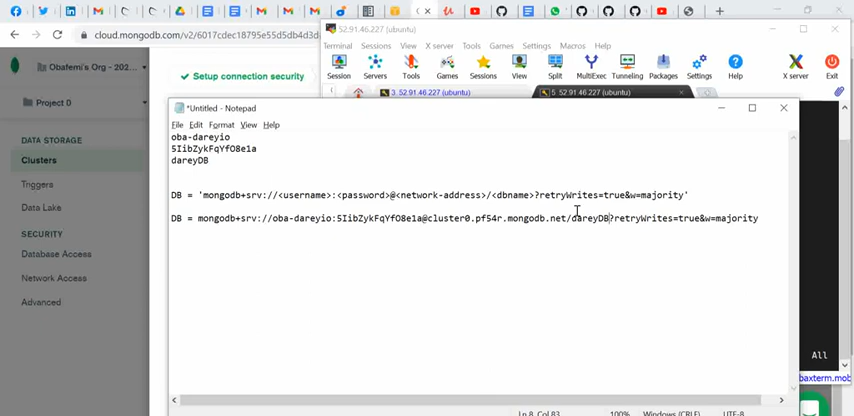 52.91.46.227 (ubuntu)
cloud.mongodb.com/v2/6017cdec18765e55d5db4d3d
Terminal Sessions View X server Tools Games Settings Macros Help
Obafemi's Org - 202...
Setup connection security
Session Servers Tools Games Sessions View Split MultiExec Tunneling Packages Settings Help X server Exit
3. 52.91.46.227 (ubuntu)
5. 52.91.46.227 (ubuntu)
Project 0
*Untitled - Notepad
File Edit Format View Help
oba-dareyio
5IibZykFqYfO8e1a
dareyDB
DB = 'mongodb+srv://<username>:<password>@<network-address>/<dbname>?retryWrites=true&w=majority'
DB = mongodb+srv://oba-dareyio:5IibZykFqYfO8e1a@cluster0.pf54r.mongodb.net/dareyDB?retryWrites=true&w=majority
DATA STORAGE
Clusters
Triggers
Data Lake
SECURITY
Database Access
Network Access
Advanced
All
baxterm.mob
Ln 8, Col 83 100% Windows (CRLF) UTF-8